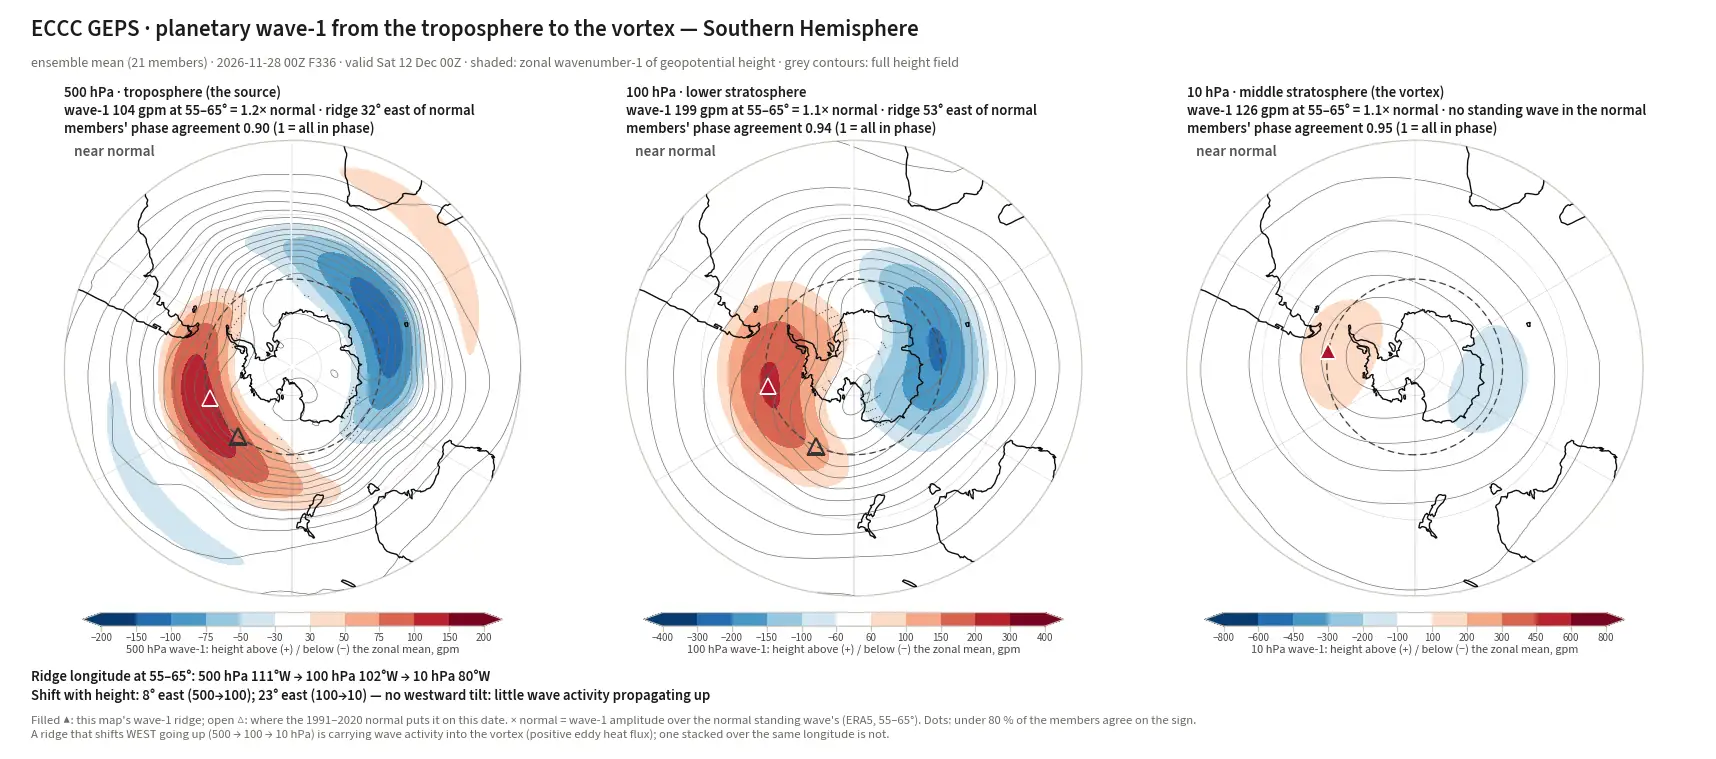 ECCC GEPS · planetary wave-1 from the troposphere to the vortex — Southern Hemisphere
ensemble mean (21 members) · 2026-11-28 00Z F336 · valid Sat 12 Dec 00Z · shaded: zonal wavenumber-1 of geopotential height · grey contours: full height field
500 hPa · troposphere (the source)
wave-1 104 gpm at 55–65° = 1.2× normal · ridge 32° east of normal
members' phase agreement 0.90 (1 = all in phase)
near normal
100 hPa · lower stratosphere
wave-1 199 gpm at 55–65° = 1.1× normal · ridge 53° east of normal
members' phase agreement 0.94 (1 = all in phase)
near normal
10 hPa · middle stratosphere (the vortex)
wave-1 126 gpm at 55–65° = 1.1× normal · no standing wave in the normal
members' phase agreement 0.95 (1 = all in phase)
near normal
−200 −150 −100 −75 −50 −30 30 50 75 100 150 200
500 hPa wave-1: height above (+) / below (−) the zonal mean, gpm
−400 −300 −200 −150 −100 −60 60 100 150 200 300 400
100 hPa wave-1: height above (+) / below (−) the zonal mean, gpm
−800 −600 −450 −300 −200 −100 100 200 300 450 600 800
10 hPa wave-1: height above (+) / below (−) the zonal mean, gpm
Ridge longitude at 55–65°: 500 hPa 111°W → 100 hPa 102°W → 10 hPa 80°W
Shift with height: 8° east (500→100); 23° east (100→10) — no westward tilt: little wave activity propagating up
Filled ▲: this map's wave-1 ridge; open △: where the 1991–2020 normal puts it on this date. × normal = wave-1 amplitude over the normal standing wave's (ERA5, 55–65°). Dots: under 80 % of the members agree on the sign.
A ridge that shifts WEST going up (500 → 100 → 10 hPa) is carrying wave activity into the vortex (positive eddy heat flux); one stacked over the same longitude is not.